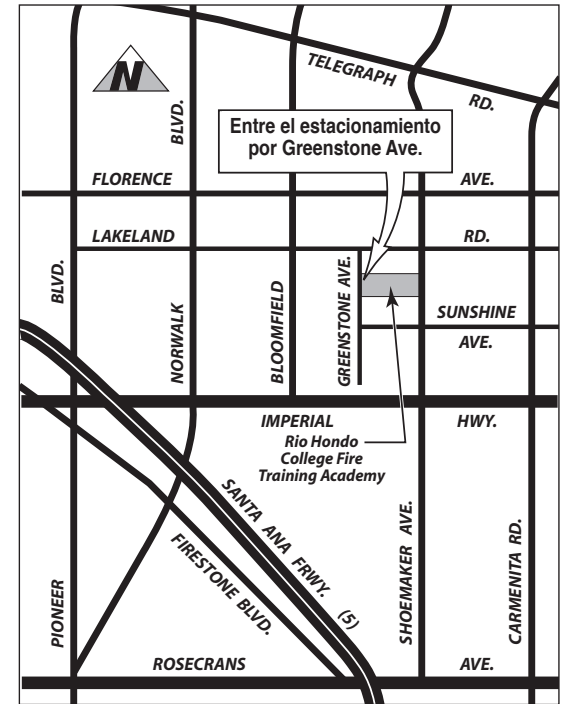 N
TELEGRAPH
RD.
BLVD.
Entre el estacionamiento
por Greenstone Ave.
FLORENCE
AVE.
LAKELAND
RD.
BLVD.
NORWALK
BLOOMFIELD
GREENSTONE AVE.
SUNSHINE
AVE.
IMPERIAL
HWY.
Rio Hondo
College Fire
Training Academy
SANTA ANA FRWY. (5)
FIRESTONE BLVD.
SHOEMAKER AVE.
CARMENITA RD.
PIONEER
ROSECRANS
AVE.